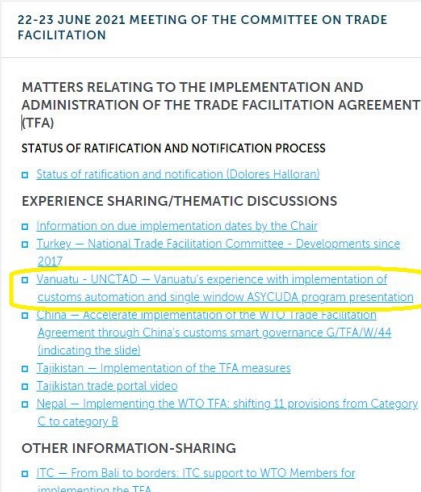 22-23 JUNE 2021 MEETING OF THE COMMITTEE ON TRADE
FACILITATION
MATTERS RELATING TO THE IMPLEMENTATION AND
ADMINISTRATION OF THE TRADE FACILITATION AGREEMENT
(TFA)
STATUS OF RATIFICATION AND NOTIFICATION PROCESS
Status of ratification and notification (Dolores Halloran)
EXPERIENCE SHARING/THEMATIC DISCUSSIONS
Information on due implementation dates by the Chair
Turkey — National Trade Facilitation Committee - Developments since
2017
Vanuatu - UNCTAD — Vanuatu's experience with implementation of
customs automation and single window ASYCUDA program presentation
China — Accelerate implementation of the WTO Trade Facilitation
Agreement through China's customs smart governance G/TFA/W/44
(indicating the slide)
Tajikistan — Implementation of the TFA measures
Tajikistan trade portal video
Nepal — Implementing the WTO TFA: shifting 11 provisions from Category
C to category B
OTHER INFORMATION-SHARING
ITC — From Bali to borders: ITC support to WTO Members for
implementing the TFA